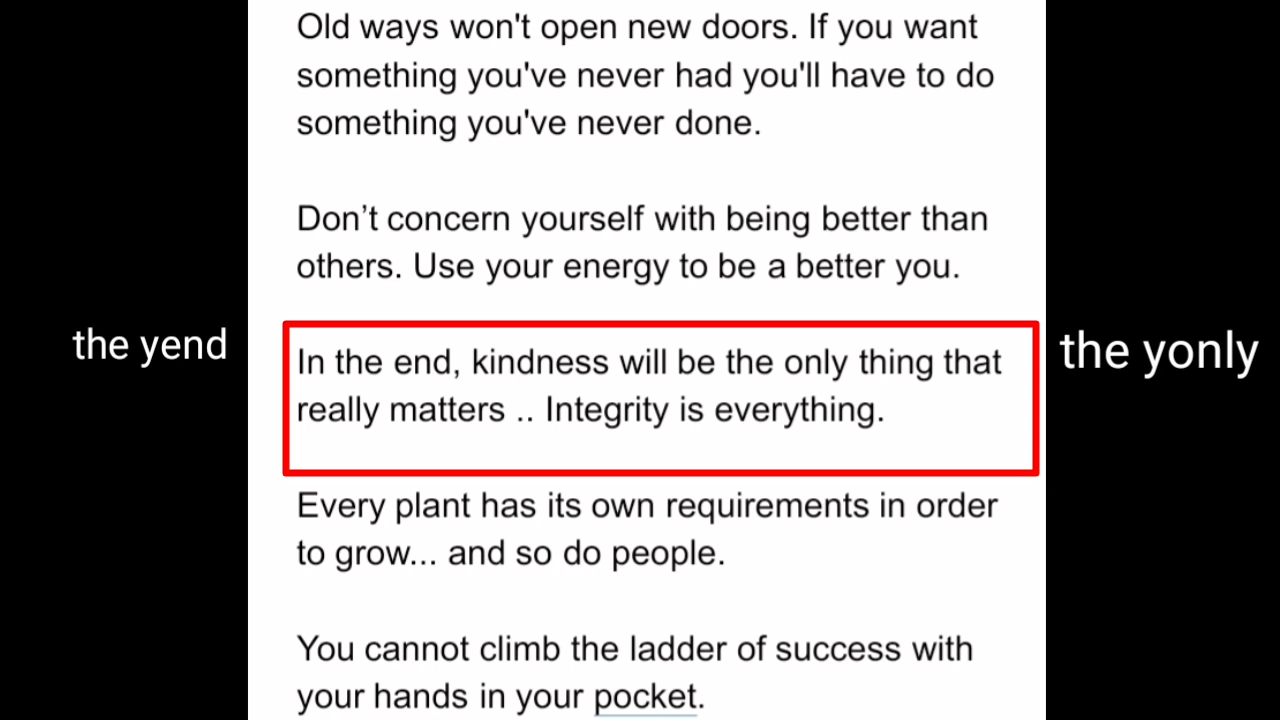 Old ways won't open new doors. If you want
something you've never had you'll have to do
something you've never done.
Don’t concern yourself with being better than
others. Use your energy to be a better you.
the yend
In the end, kindness will be the only thing that
really matters .. Integrity is everything.
the yonly
Every plant has its own requirements in order
to grow... and so do people.
You cannot climb the ladder of success with
your hands in your pocket.